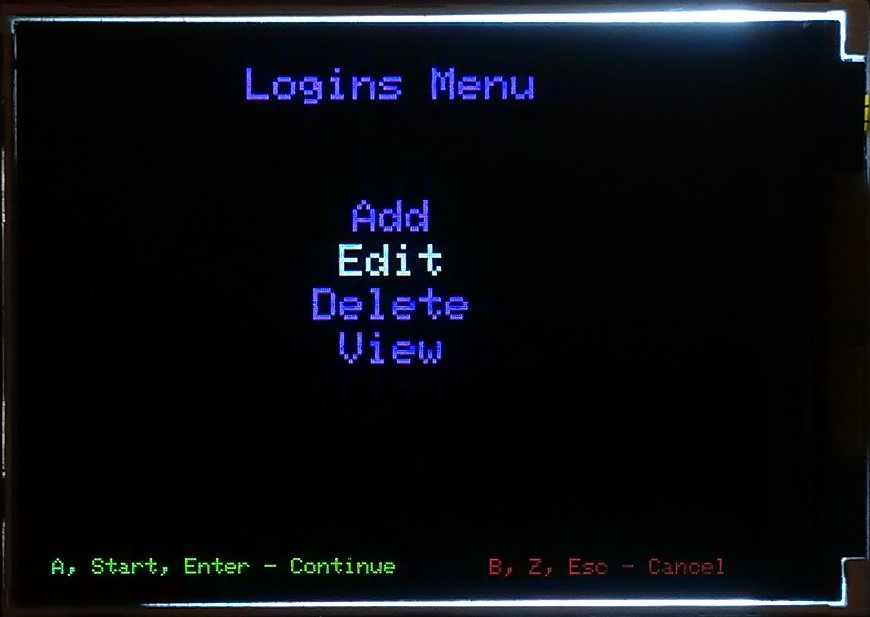 Logins Menu
Add
Edit
Delete
View
A, Start, Enter - Continue
B, Z, Esc - Cancel